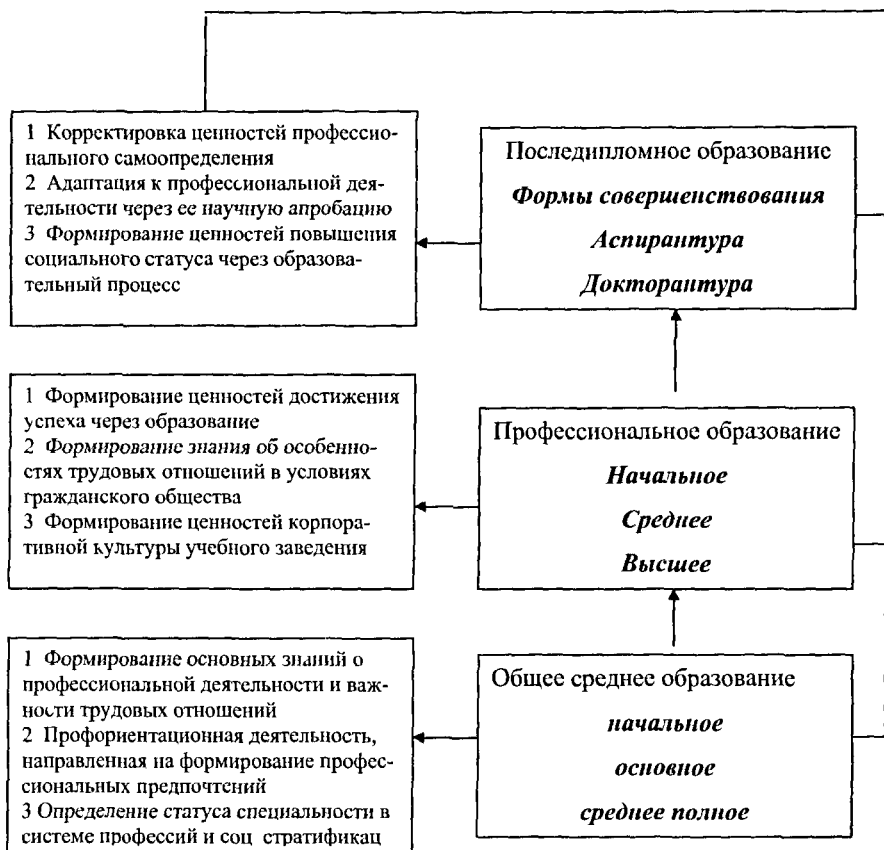 1 Корректировка ценностей профессио-
нального самоопределения
2 Адаптация к профессиональной дея-
тельности через ее научную апробацию
3 Формирование ценностей повышения
социального статуса через образова-
тельный процесс
Последипломное образование
Формы совершенствования
Аспирантура
Докторантура
1 Формирование ценностей достижения
успеха через образование
2 Формирование знания об особенно-
стях трудовых отношений в условиях
гражданского общества
3 Формирование ценностей корпора-
тивной культуры учебного заведения
Профессиональное образование
Начальное
Среднее
Высшее
1 Формирование основных знаний о
профессиональной деятельности и важ-
ности трудовых отношений
2 Профориентационная деятельность,
направленная на формирование профес-
сиональных предпочтений
3 Определение статуса специальности в
системе профессий и соц стратификац
Общее среднее образование
начальное
основное
среднее полное